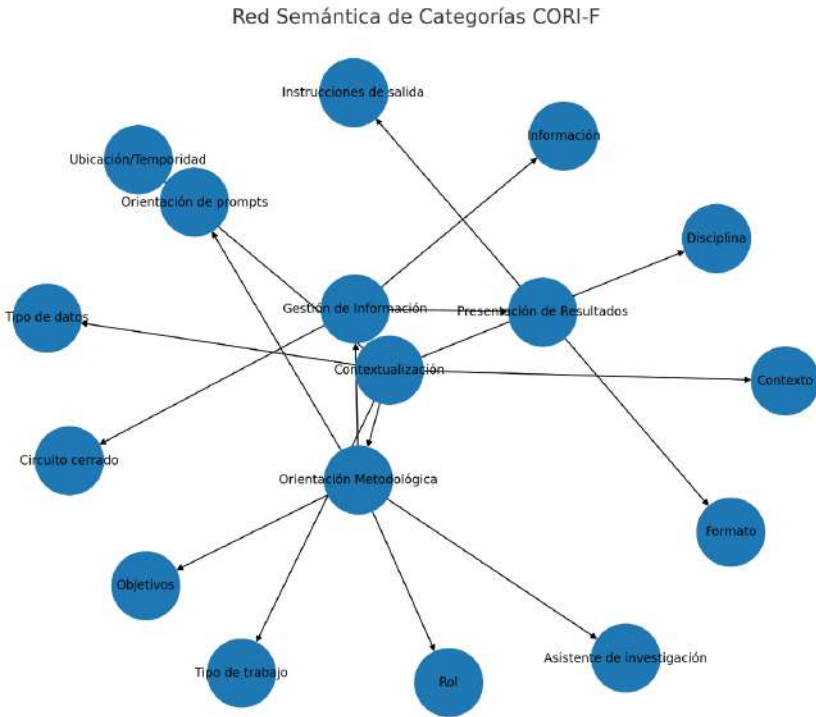 Red Semántica de Categorías CORI-F
Instrucciones de salida
Información
Ubicación/Temporidad
Orientación de prompts
Disciplina
Gestión de Información
Presentación de Resultados
Tipo de datos
Contextualización
Contexto
Circuito cerrado
Orientación Metodológica
Formato
Objetivos
Asistente de investigación
Tipo de trabajo
Rol